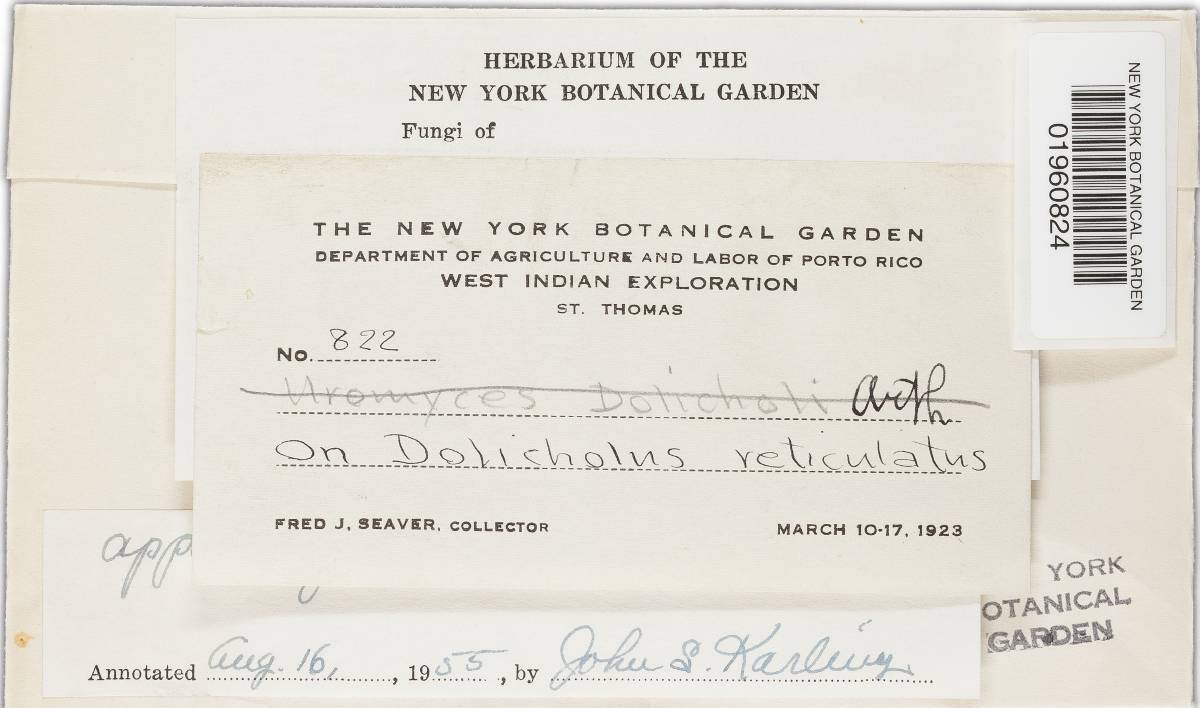 HERBARIUM OF THE
NEW YORK BOTANICAL GARDEN
Fungi of
NEW YORK BOTANICAL GARDEN
01960824
THE NEW YORK BOTANICAL GARDEN
DEPARTMENT OF AGRICULTURE AND LABOR OF PORTO RICO
WEST INDIAN EXPLORATION
ST. THOMAS
No. 822
Uromyces Dolicholi Arth
On Dolicholus reticulatus
FRED J. SEAVER, COLLECTOR MARCH 10-17, 1923
YORK
OTANICAL
GARDEN
Annotated Aug. 16, , 1955 , by John S. Karling